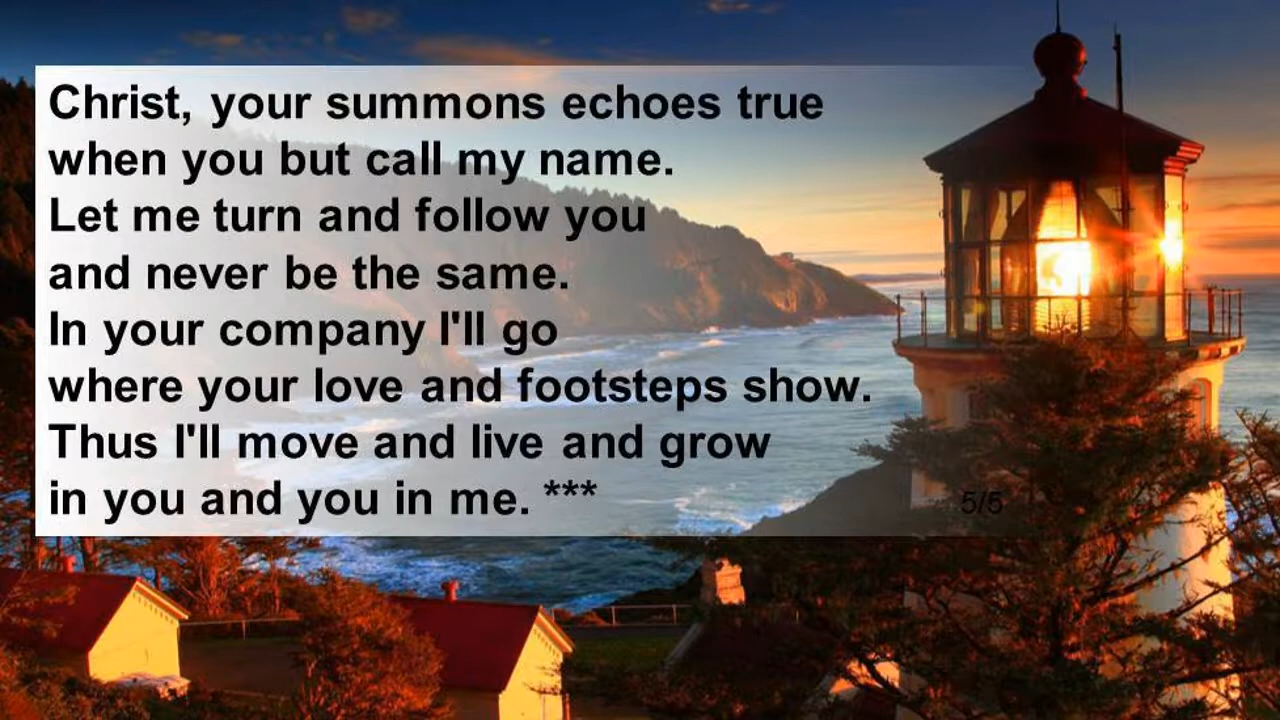 Christ, your summons echoes true
when you but call my name.
Let me turn and follow you
and never be the same.
In your company I'll go
where your love and footsteps show.
Thus I'll move and live and grow
in you and you in me. ***
5/5